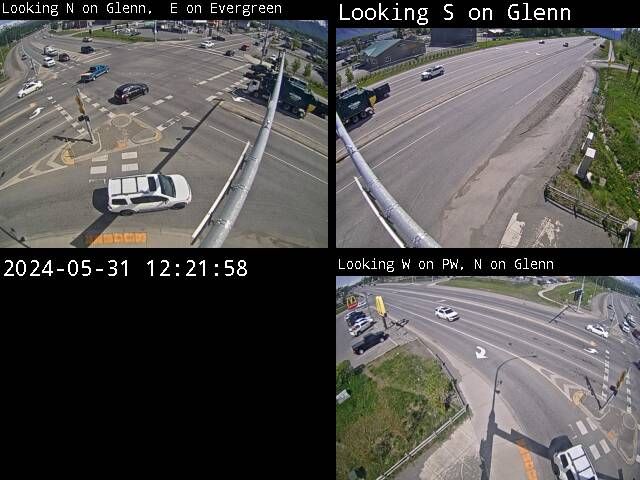 Looking N on Glenn,  E on Evergreen
Looking S on Glenn
2024-05-31 12:21:58
Looking W on PW, N on Glenn